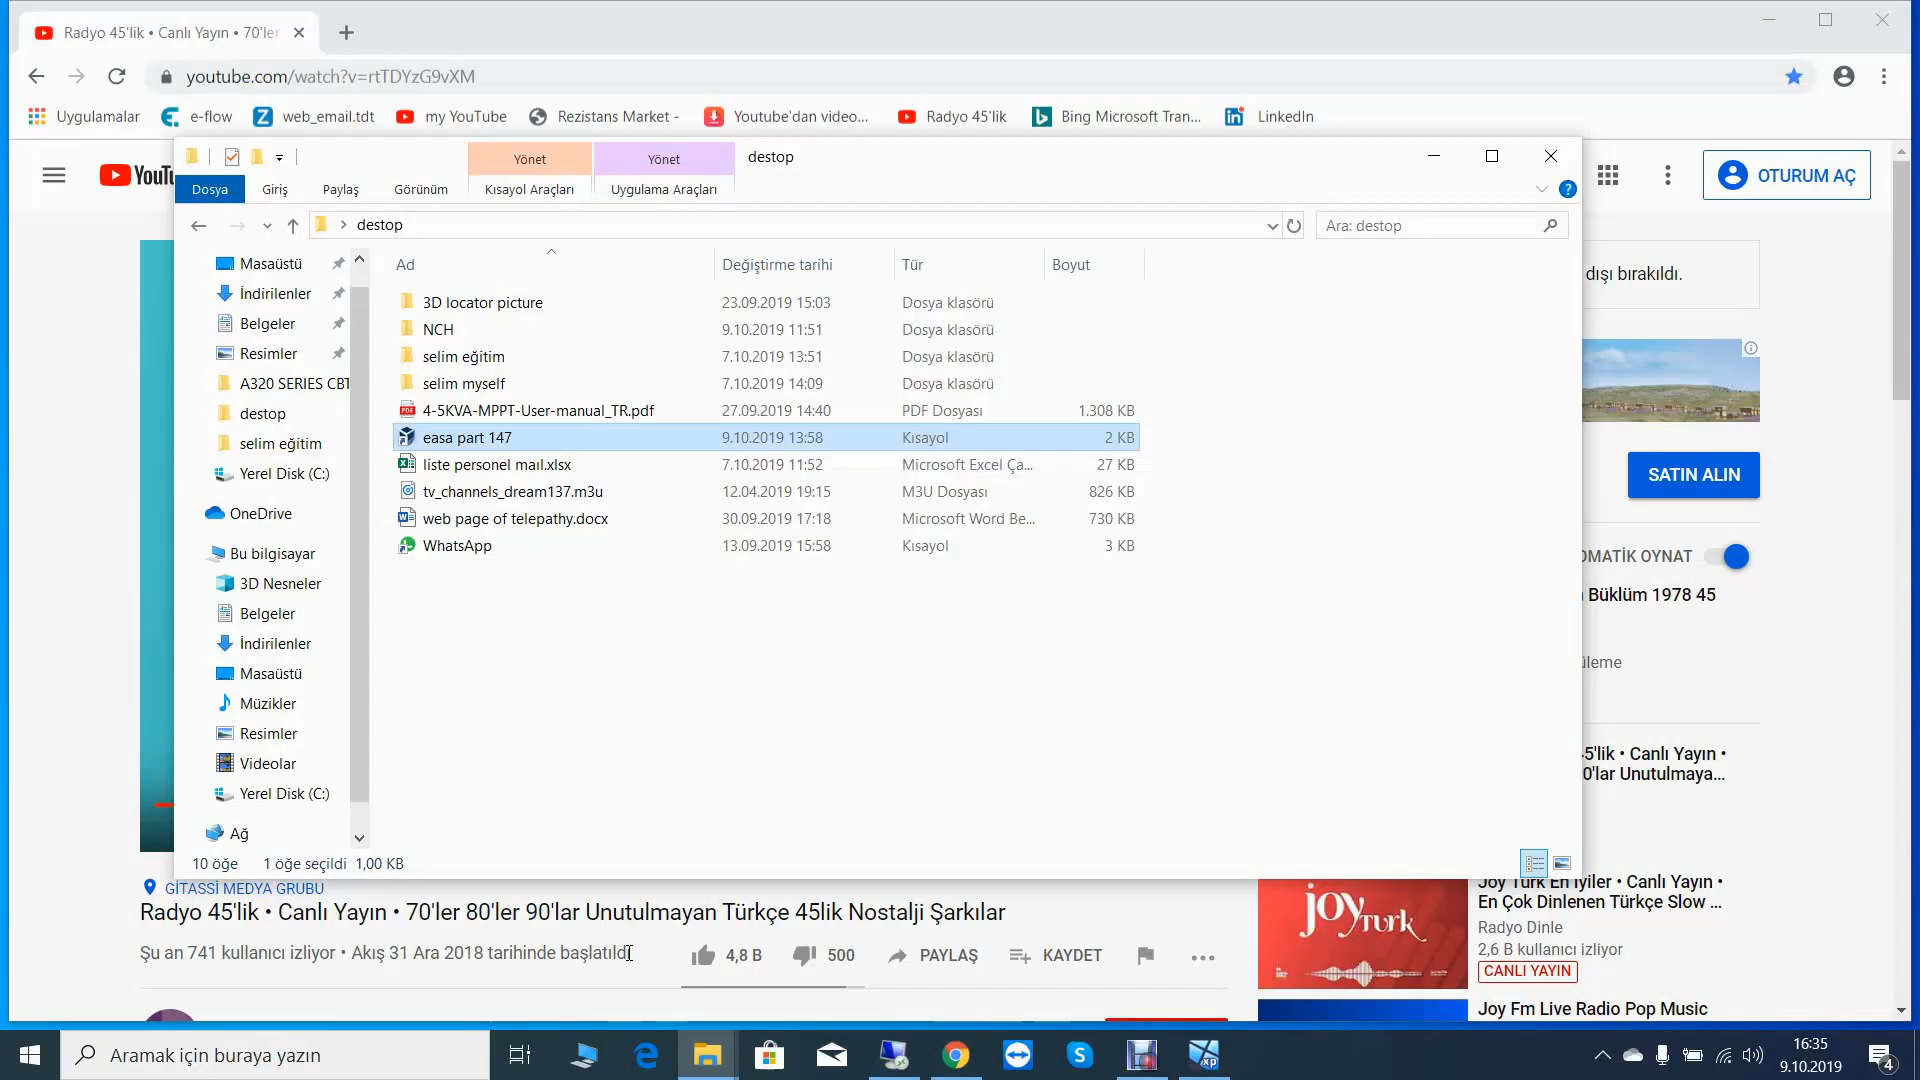 Radyo 45'lik • Canlı Yayın • 70'ler
youtube.com/watch?v=rtTDYzG9vXM
Uygulamalar e-flow web_email.tdt my YouTube Rezistans Market - Youtube'dan video... Radyo 45'lik Bing Microsoft Tran... LinkedIn
Yönet Yönet destop
Dosya Giriş Paylaş Görünüm Kısayol Araçları Uygulama Araçları
OTURUM AÇ
destop
Ara: destop
Ad Değiştirme tarihi Tür Boyut
Masaüstü
İndirilenler
Belgeler
Resimler
A320 SERIES CBT
destop
selim eğitim
Yerel Disk (C:)
OneDrive
Bu bilgisayar
3D Nesneler
Belgeler
İndirilenler
Masaüstü
Müzikler
Resimler
Videolar
Yerel Disk (C:)
Ağ
3D locator picture 23.09.2019 15:03 Dosya klasörü
NCH 9.10.2019 11:51 Dosya klasörü
selim eğitim 7.10.2019 13:51 Dosya klasörü
selim myself 7.10.2019 14:09 Dosya klasörü
4-5KVA-MPPT-User-manual_TR.pdf 27.09.2019 14:40 PDF Dosyası 1.308 KB
easa part 147 9.10.2019 13:58 Kısayol 2 KB
liste personel maıl.xlsx 7.10.2019 11:52 Microsoft Excel Ça... 27 KB
tv_channels_dream137.m3u 12.04.2019 19:15 M3U Dosyası 826 KB
web page of telepathy.docx 30.09.2019 17:18 Microsoft Word Be... 730 KB
WhatsApp 13.09.2019 15:58 Kısayol 3 KB
10 öğe 1 öğe seçildi 1,00 KB
dışı bırakıldı.
SATIN ALIN
OYNAT
Büklüm 1978 45
5'lik • Canlı Yayın •
0'lar Unutulmaya...
GİTASSİ MEDYA GRUBU
Radyo 45'lik • Canlı Yayın • 70'ler 80'ler 90'lar Unutulmayan Türkçe 45lik Nostalji Şarkılar
Şu an 741 kullanıcı izliyor • Akış 31 Ara 2018 tarihinde başlatıldı
4,8 B 500 PAYLAŞ KAYDET
joy TURK
Joy Türk En İyiler • Canlı Yayın •
En Çok Dinlenen Türkçe Slow ...
Radyo Dinle
2,6 B kullanıcı izliyor
CANLI YAYIN
Joy Fm Live Radio Pop Music
Aramak için buraya yazın
16:35
9.10.2019
4